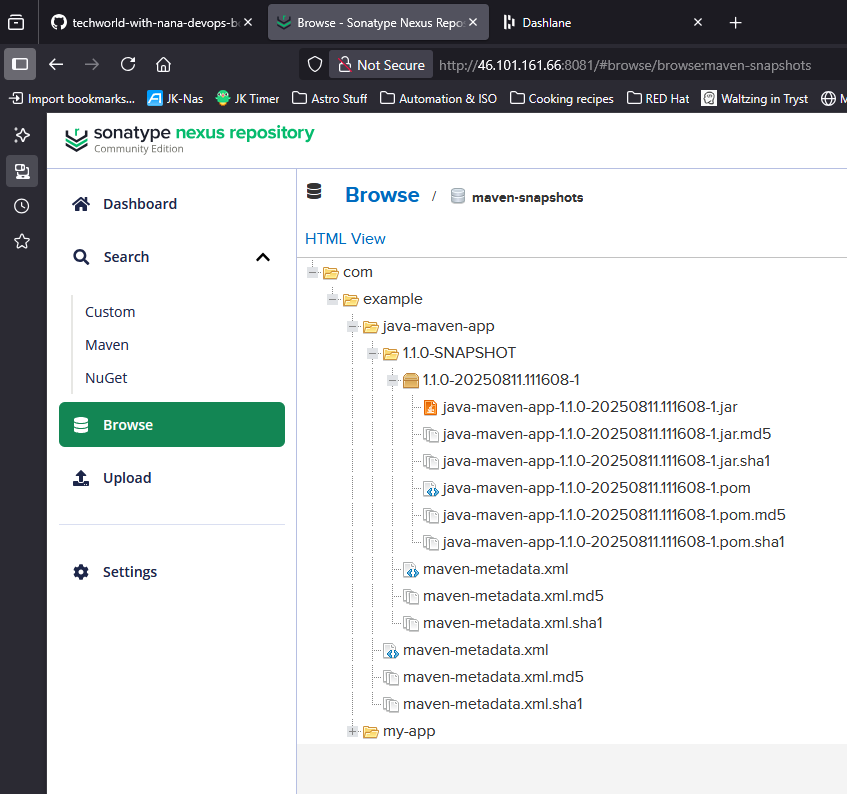 techworld-with-nana-devops-b
Browse - Sonatype Nexus Repos
Dashlane
Not Secure
http://46.101.161.66:8081/#browse/browse:maven-snapshots
Import bookmarks...
JK-Nas
JK Timer
Astro Stuff
Automation & ISO
Cooking recipes
RED Hat
Waltzing in Tryst
M
sonatype nexus repository
Community Edition
Dashboard
Search
Custom
Maven
NuGet
Browse
Upload
Settings
Browse / maven-snapshots
HTML View
com
example
java-maven-app
1.1.0-SNAPSHOT
1.1.0-20250811.111608-1
java-maven-app-1.1.0-20250811.111608-1.jar
java-maven-app-1.1.0-20250811.111608-1.jar.md5
java-maven-app-1.1.0-20250811.111608-1.jar.sha1
java-maven-app-1.1.0-20250811.111608-1.pom
java-maven-app-1.1.0-20250811.111608-1.pom.md5
java-maven-app-1.1.0-20250811.111608-1.pom.sha1
maven-metadata.xml
maven-metadata.xml.md5
maven-metadata.xml.sha1
maven-metadata.xml
maven-metadata.xml.md5
maven-metadata.xml.sha1
my-app